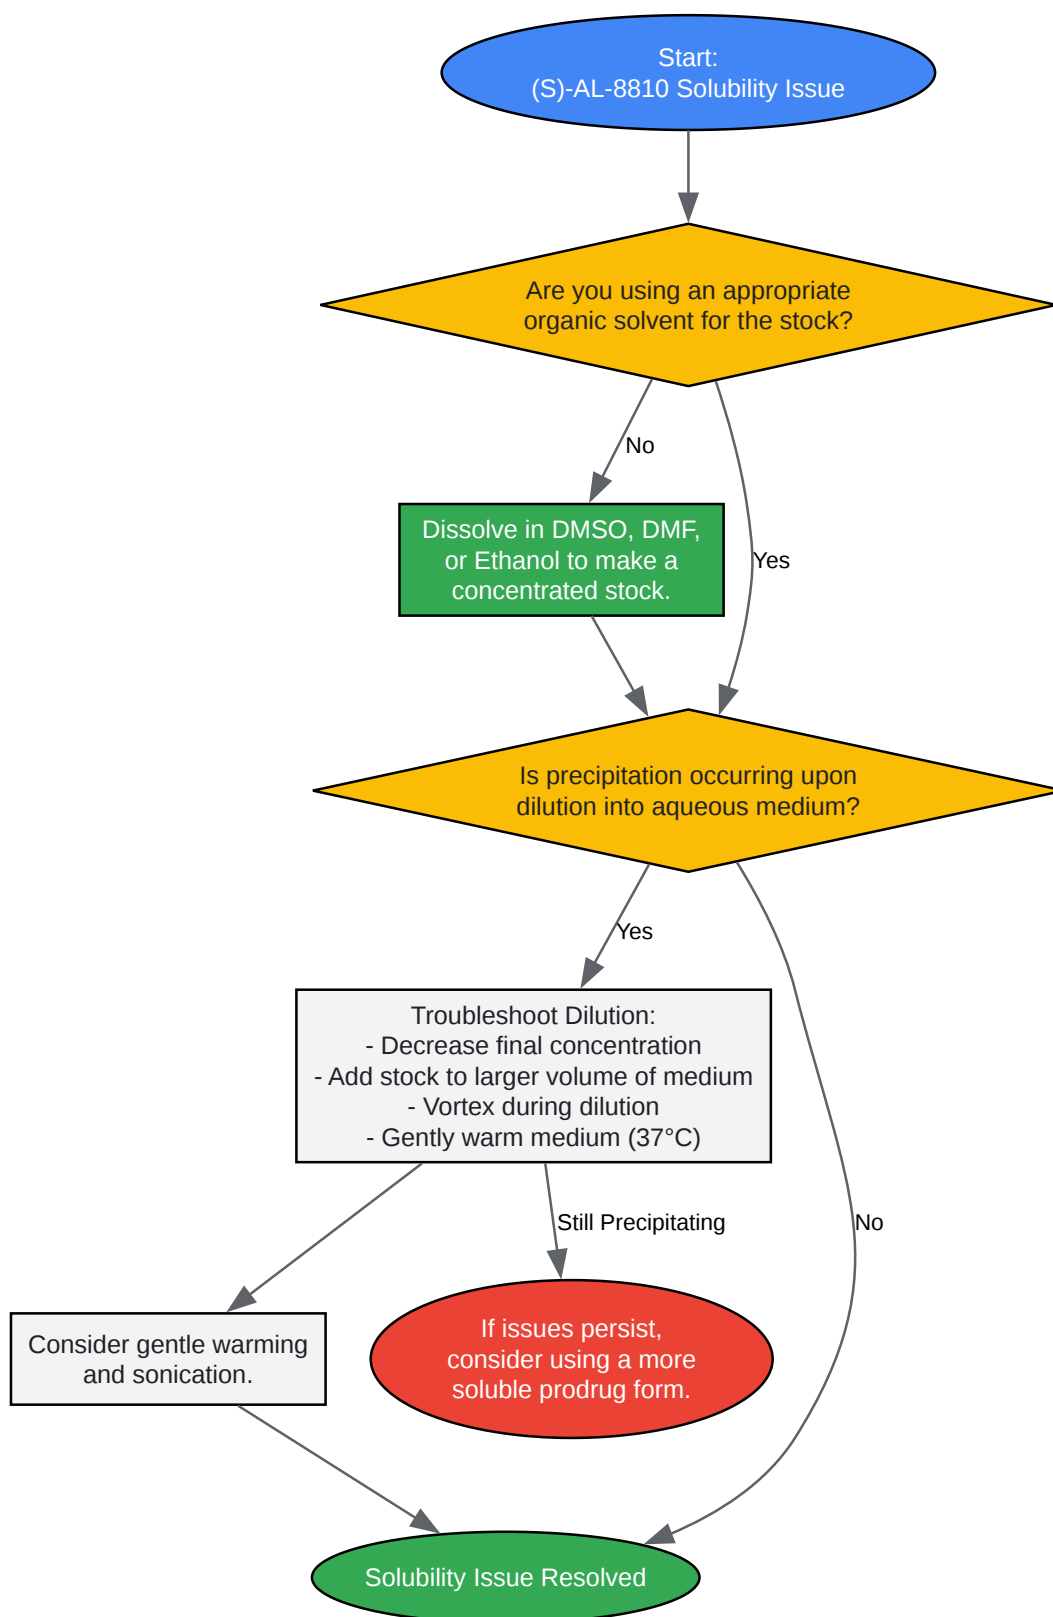 Start:
(S)-AL-8810 Solubility Issue
Are you using an appropriate
organic solvent for the stock?
No
Dissolve in DMSO, DMF,
or Ethanol to make a
concentrated stock.
Yes
Is precipitation occurring upon
dilution into aqueous medium?
Yes
Troubleshoot Dilution:
- Decrease final concentration
- Add stock to larger volume of medium
- Vortex during dilution
- Gently warm medium (37°C)
Still Precipitating
No
Consider gentle warming
and sonication.
If issues persist,
consider using a more
soluble prodrug form.
Solubility Issue Resolved